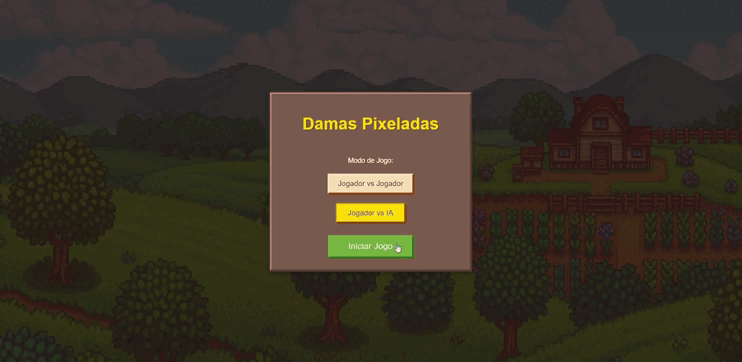 Damas Pixeladas
Modo de Jogo:
Jogador vs Jogador
Jogador vs IA
Iniciar Jogo